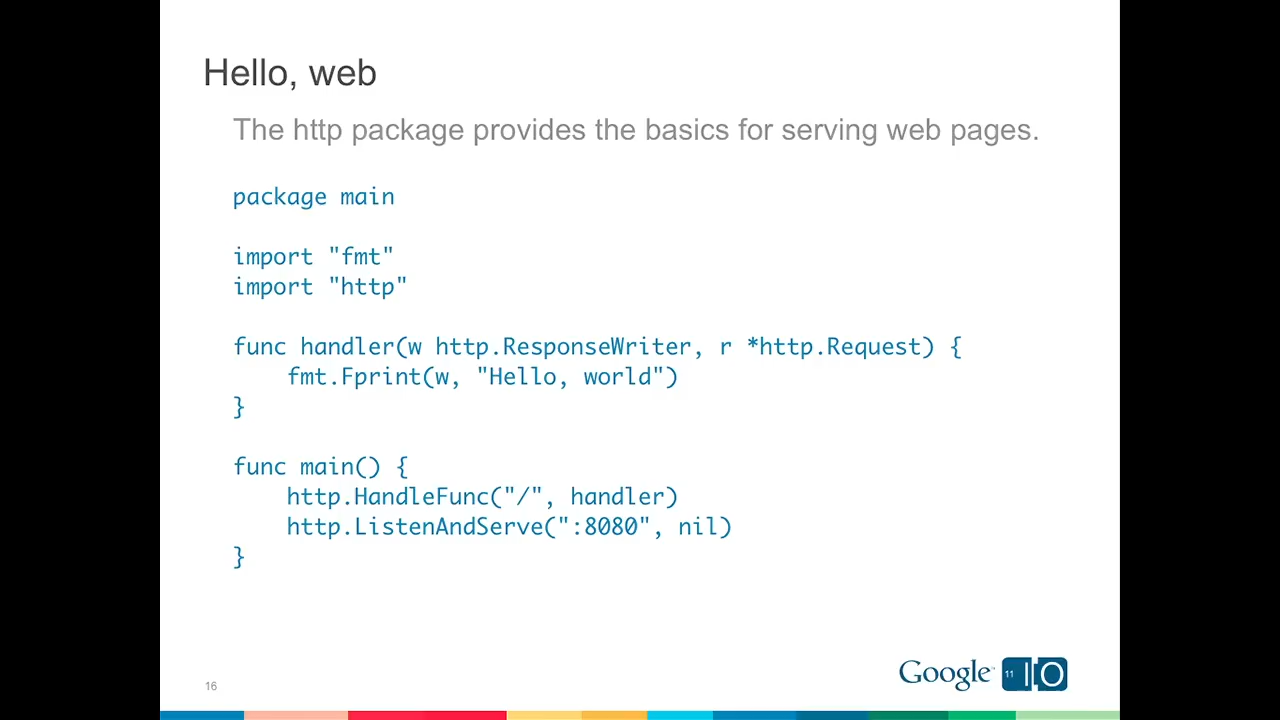 Hello, web
The http package provides the basics for serving web pages.
package main
import "fmt"
import "http"
func handler(w http.ResponseWriter, r *http.Request) {
    fmt.Fprint(w, "Hello, world")
}
func main() {
    http.HandleFunc("/", handler)
    http.ListenAndServe(":8080", nil)
}
16
Google 11 IO